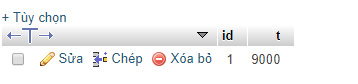 + Tùy chọn
←T→ id t
Sửa Chép Xóa bỏ 1 9000